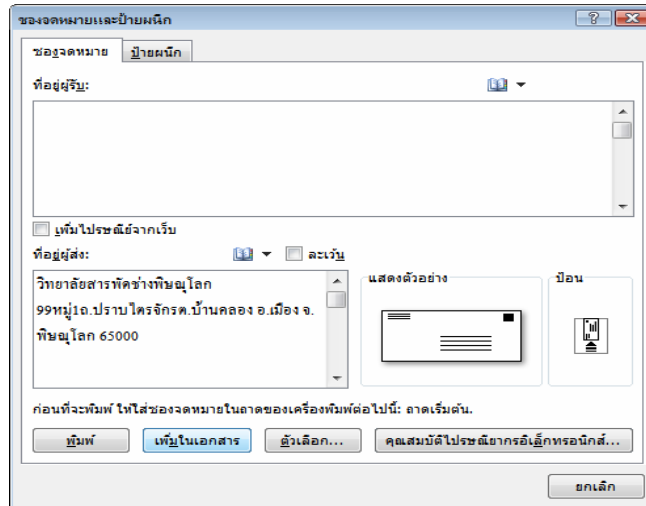 ซองจดหมายและป้ายผนึก
ซองจดหมาย ป้ายผนึก
ที่อยู่ผู้รับ:
เพิ่มไปรษณีย์จากเว็บ
ที่อยู่ผู้ส่ง: ละเว้น
วิทยาลัยสารพัดช่างพิษณุโลก
99หมู่1ถ.ปราบไตรจักรต.บ้านคลอง อ.เมือง จ.
พิษณุโลก 65000
แสดงตัวอย่าง ป้อน
ก่อนที่จะพิมพ์ ให้ใส่ซองจดหมายในถาดของเครื่องพิมพ์ต่อไปนี้: ถาดเริ่มต้น.
พิมพ์ เพิ่มในเอกสาร ตัวเลือก... คุณสมบัติไปรษณียากรอิเล็กทรอนิกส์...
ยกเลิก